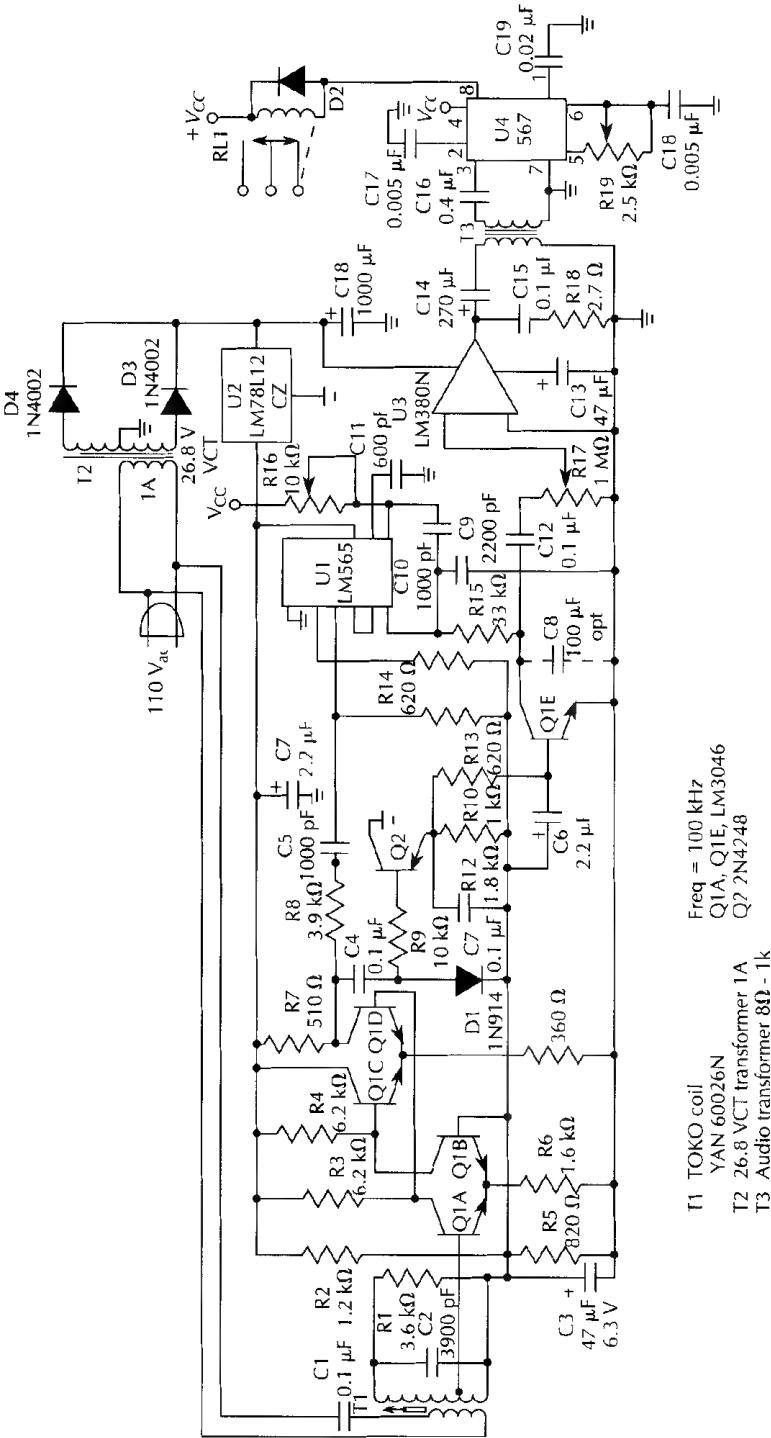 110 Vac
T2
1A
26.8 V
VCT
D4
1N4002
D3
1N4002
+ VCC
RL1
D2
C1
0.1 µF
T1
R1
3.6 kΩ
C2
3900 pF
R2
1.2 kΩ
R3
6.2 kΩ
R4
6.2 kΩ
Q1A
Q1B
Q1C
Q1D
R5
820 Ω
R6
1.6 kΩ
C3
+
47 µF
6.3 V
R7
510 Ω
R8
3.9 kΩ
C4
0.1 µF
R9
10 kΩ
C5
1000 pF
C7
+
2.2 µF
Q2
D1
1N914
C7
0.1 µF
R12
1.8 kΩ
R10
1 kΩ
R13
620 Ω
R14
620 Ω
360 Ω
C6
+
2.2 µF
Q1E
C8
100 µF
opt
R15
33 kΩ
U1
LM565
C10
1000 pF
C9
2200 pF
C11
600 pf
VCC
R16
10 kΩ
U2
LM78L12
CZ
+
C18
1000 µF
C12
0.1 µF
R17
1 MΩ
U3
LM380N
+
C13
47 µF
C14
270 µF
+
C15
0.1 µF
R18
2.7 Ω
T3
C16
0.4 µF
C17
0.005 µF
VCC
U4
567
2
4
8
3
7
5
6
1
C19
0.02 µF
R19
2.5 kΩ
C18
0.005 µF
T1 TOKO coil
YAN 60026N
T2 26.8 VCT transformer 1A
T3 Audio transformer 8Ω - 1k
Freq = 100 kHz
Q1A, Q1E, LM3046
Q2 2N4248